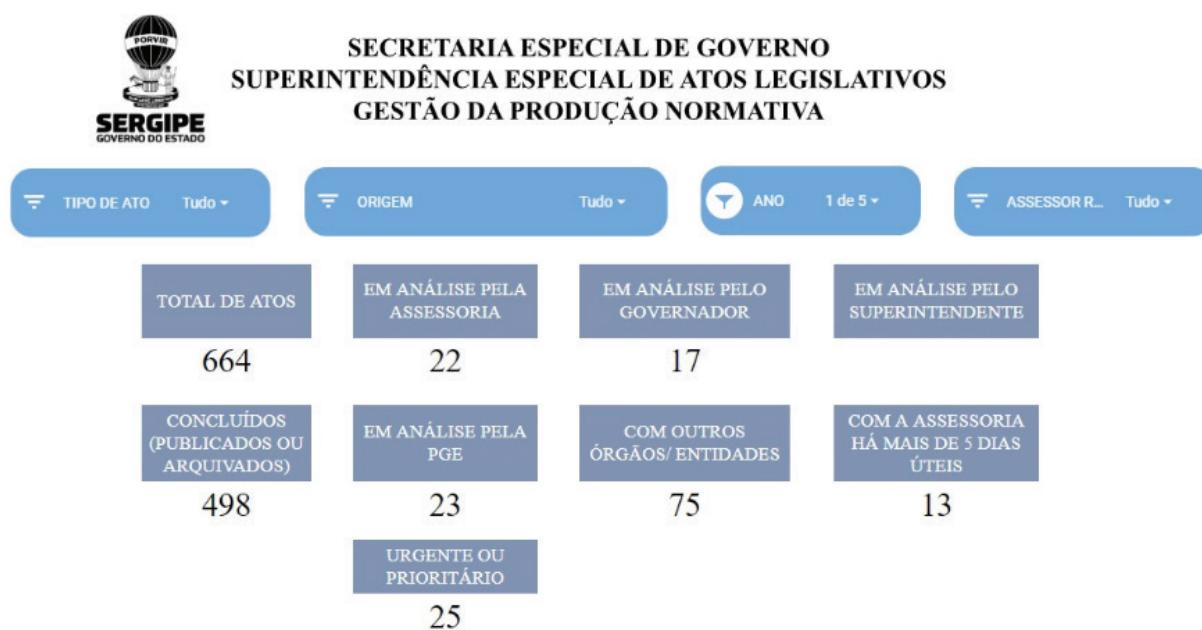 PORVIR
SERGIPE
GOVERNO DO ESTADO
SECRETARIA ESPECIAL DE GOVERNO
SUPERINTENDÊNCIA ESPECIAL DE ATOS LEGISLATIVOS
GESTÃO DA PRODUÇÃO NORMATIVA
TIPO DE ATO Tudo
ORIGEM Tudo
ANO 1 de 5
ASSESSOR R... Tudo
TOTAL DE ATOS
664
EM ANÁLISE PELA
ASSESSORIA
22
EM ANÁLISE PELO
GOVERNADOR
17
EM ANÁLISE PELO
SUPERINTENDENTE
CONCLUÍDOS
(PUBLICADOS OU
ARQUIVADOS)
498
EM ANÁLISE PELA
PGE
23
COM OUTROS
ÓRGÃOS/ ENTIDADES
75
COM A ASSESSORIA
HÁ MAIS DE 5 DIAS
ÚTEIS
13
URGENTE OU
PRIORITÁRIO
25